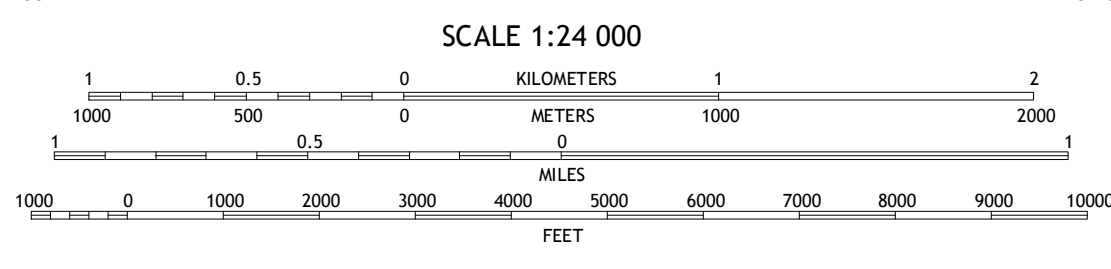 SCALE 1:24 000
1 0.5 0 KILOMETERS 1 2
1000 500 0 METERS 1000 2000
1 0.5 0 1
MILES
1000 0 1000 2000 3000 4000 5000 6000 7000 8000 9000 10000
FEET